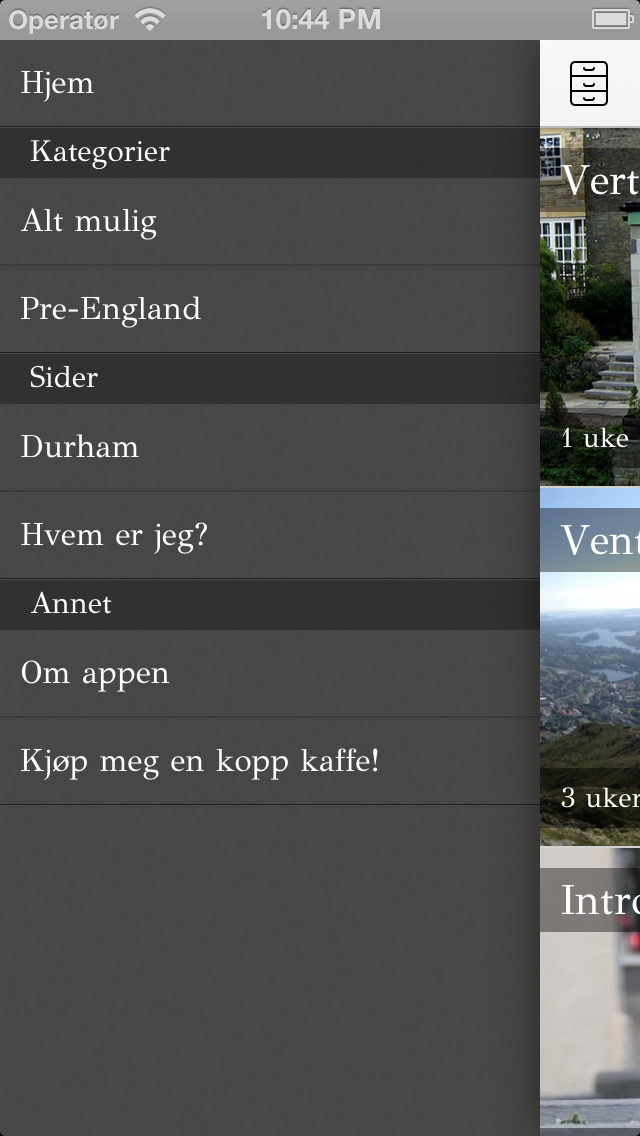 Operatør 10:44 PM
Hjem
Kategorier
Alt mulig
Pre-England
Sider
Durham
Hvem er jeg?
Annet
Om appen
Kjøp meg en kopp kaffe!
Vert
1 uke
Vent
3 uker
Intro